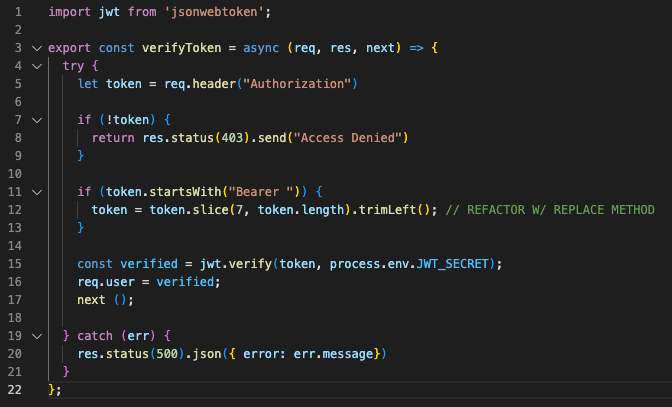 1 import jwt from 'jsonwebtoken';
2
3 export const verifyToken = async (req, res, next) => {
4 try {
5 let token = req.header("Authorization")
6
7 if (!token) {
8 return res.status(403).send("Access Denied")
9 }
10
11 if (token.startsWith("Bearer ")) {
12 token = token.slice(7, token.length).trimLeft(); // REFACTOR W/ REPLACE METHOD
13 }
14
15 const verified = jwt.verify(token, process.env.JWT_SECRET);
16 req.user = verified;
17 next ();
18
19 } catch (err) {
20 res.status(500).json({ error: err.message})
21 }
22 };